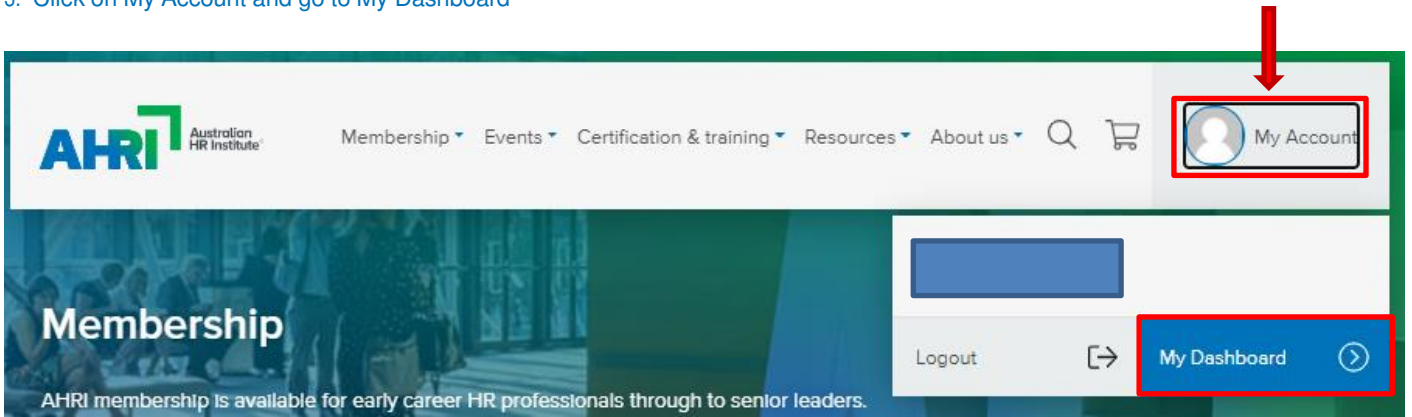 Click on My Account and go to My Dashboard
AHRI Australian
HR Institute
Membership Events Certification & training Resources About us My Account
Membership
Logout My Dashboard
AHRI membership is available for early career HR professionals through to senior leaders.